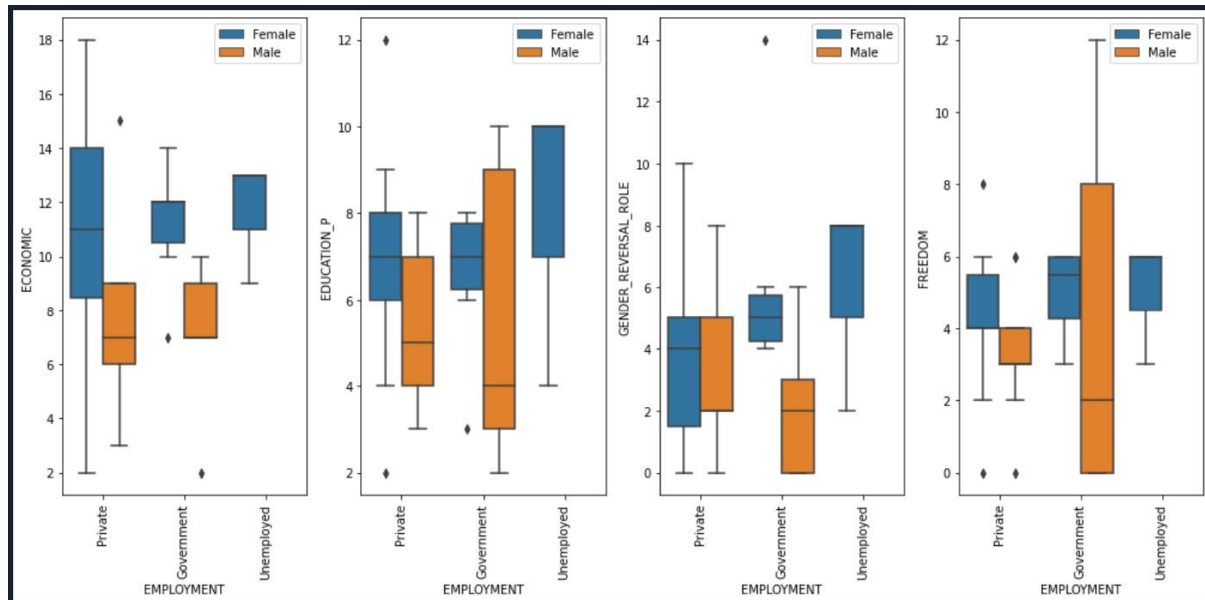 ECONOMIC
18
16
14
12
10
8
6
4
2
Female
Male
Private
Government
Unemployed
EMPLOYMENT
EDUCATION_P
12
10
8
6
4
2
Female
Male
Private
Government
Unemployed
EMPLOYMENT
GENDER_REVERSAL_ROLE
14
12
10
8
6
4
2
0
Female
Male
Private
Government
Unemployed
EMPLOYMENT
FREEDOM
12
10
8
6
4
2
0
Female
Male
Private
Government
Unemployed
EMPLOYMENT